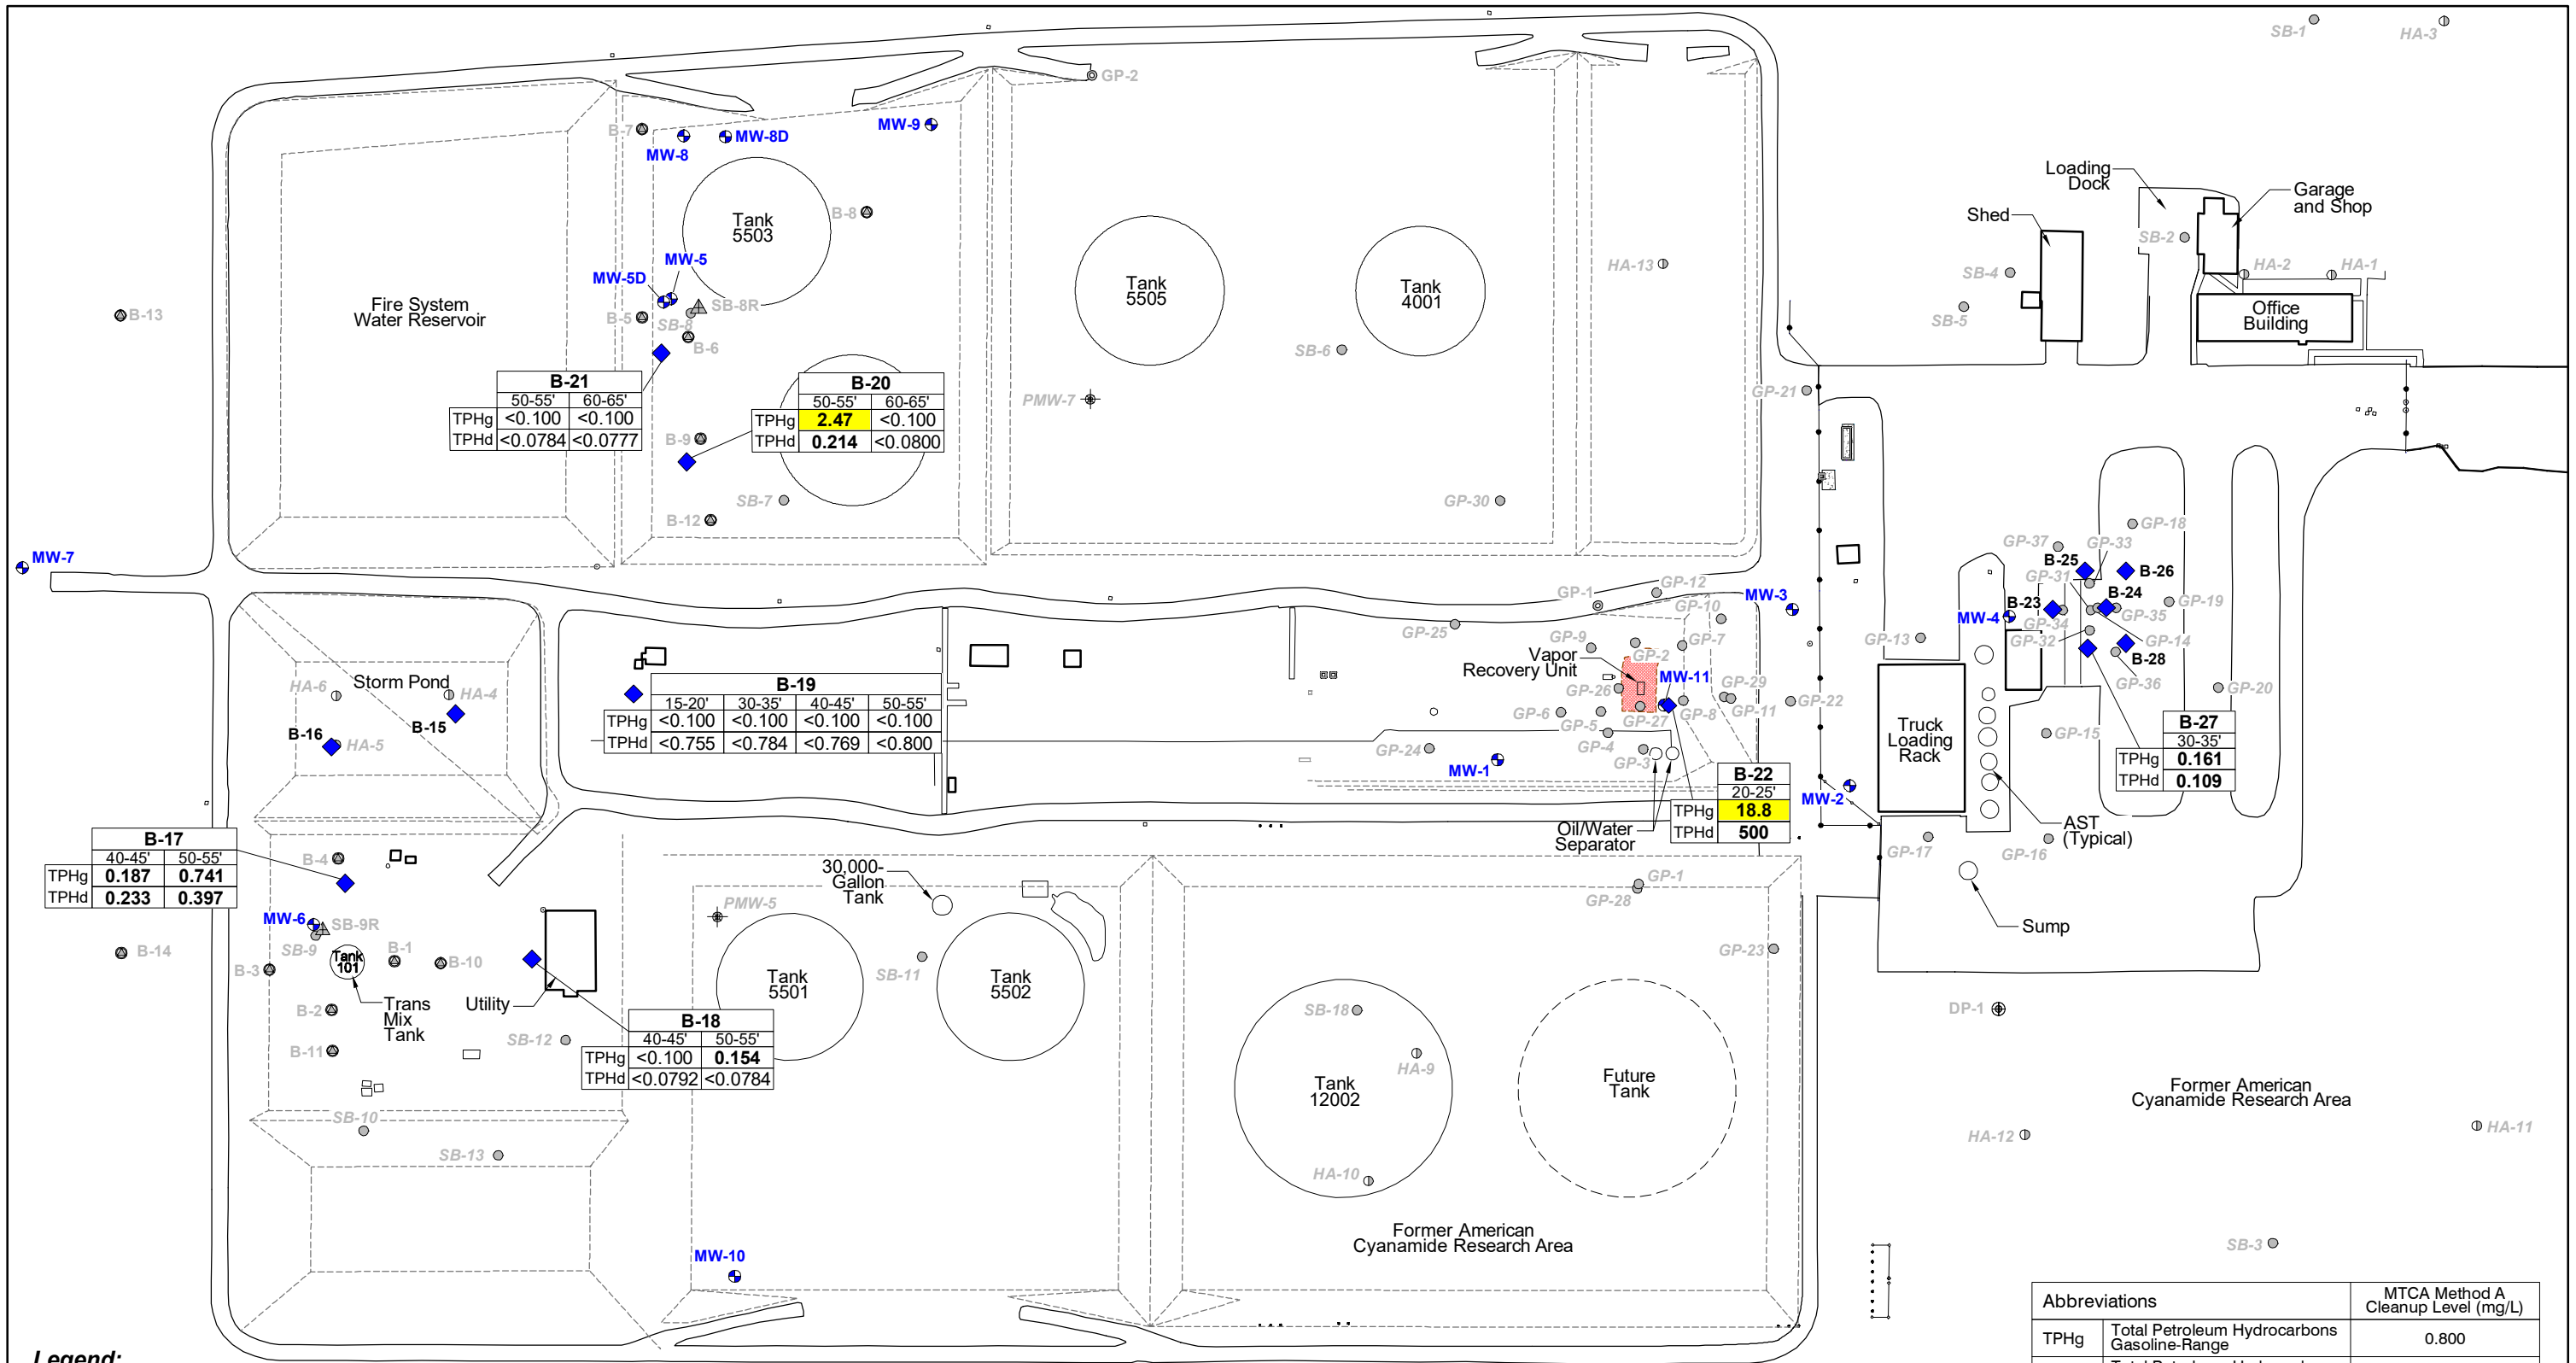 SB-1
HA-3
GP-2
B-7
MW-8
MW-8D
MW-9
Loading
Dock
Garage
and Shop
Shed
SB-2
SB-4
HA-2
HA-1
SB-5
Office
Building
Tank
5503
B-8
MW-5
MW-5D
SB-8R
B-5
SB-8
B-6
Fire System
Water Reservoir
B-13
Tank
5505
Tank
4001
HA-13
SB-6
PMW-7
GP-21
B-21
50-55' 60-65'
TPHg <0.100 <0.100
TPHd <0.0784 <0.0777
B-20
50-55' 60-65'
TPHg 2.47 <0.100
TPHd 0.214 <0.0800
B-9
SB-7
B-12
GP-30
MW-7
GP-18
GP-37
GP-33
B-25
B-26
GP-31
B-24
B-23
GP-19
GP-35
MW-4
GP-34
GP-32
GP-14
B-28
GP-13
GP-36
GP-20
GP-12
GP-1
MW-3
GP-10
GP-25
GP-9
GP-2
GP-7
Vapor
Recovery Unit
MW-11
GP-26
GP-29
GP-6
GP-5
GP-27
GP-8
GP-11
GP-22
GP-24
GP-4
GP-3
MW-1
Storm Pond
HA-6
HA-4
B-15
B-16
HA-5
B-19
15-20' 30-35' 40-45' 50-55'
TPHg <0.100 <0.100 <0.100 <0.100
TPHd <0.755 <0.784 <0.769 <0.800
Truck
Loading
Rack
GP-15
B-27
30-35'
TPHg 0.161
TPHd 0.109
B-22
20-25'
TPHg 18.8
TPHd 500
MW-2
Oil/Water
Separator
AST
(Typical)
GP-17
GP-16
Sump
B-17
40-45' 50-55'
TPHg 0.187 0.741
TPHd 0.233 0.397
B-4
MW-6
SB-9R
SB-9
B-14
B-3
Tank
101
B-1
B-10
B-2
Trans
Mix
Tank
Utility
B-11
SB-12
B-18
40-45' 50-55'
TPHg <0.100 0.154
TPHd <0.0792 <0.0784
30,000-
Gallon
Tank
PMW-5
SB-11
Tank
5501
Tank
5502
GP-1
GP-28
GP-23
SB-18
HA-9
Tank
12002
HA-10
Future
Tank
DP-1
Former American
Cyanamide Research Area
HA-12
HA-11
SB-10
SB-13
MW-10
Former American
Cyanamide Research Area
SB-3
Abbreviations MTCA Method A
Cleanup Level (mg/L)
TPHg Total Petroleum Hydrocarbons
Gasoline-Range 0.800
Legend: